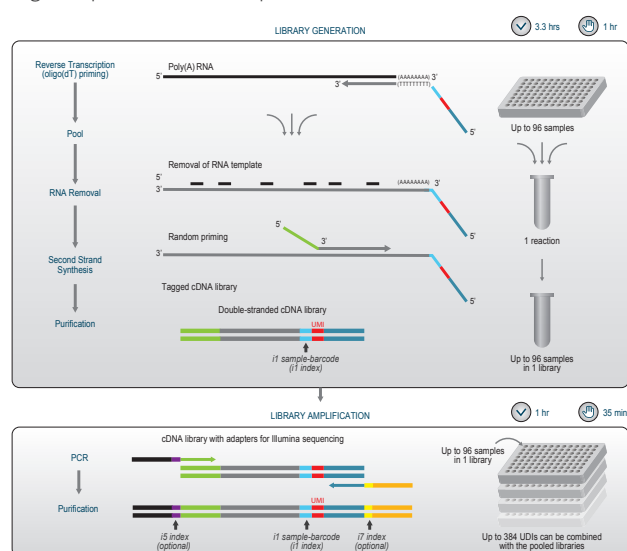 LIBRARY GENERATION
3.3 hrs
1 hr
Reverse Transcription
(oligo(dT) priming)
Pool
RNA Removal
Second Strand
Synthesis
Purification
Poly(A) RNA
5'
(AAAAAAAA) 3'
3'
(TTTTTTTTT)
5'
Removal of RNA template
5'
3'
(AAAAAAAA) 3'
5'
Random priming
5'
3'
3'
5'
Tagged cDNA library
Double-stranded cDNA library
UMI
i1 sample-barcode
(i1 index)
Up to 96 samples
1 reaction
Up to 96 samples
in 1 library
LIBRARY AMPLIFICATION
1 hr
35 min
PCR
Purification
cDNA library with adapters for Illumina sequencing
UMI
i5 index
(optional)
i1 sample-barcode
(i1 index)
i7 index
(optional)
Up to 96 samples
in 1 library
Up to 384 UDIs can be combined
with the pooled libraries